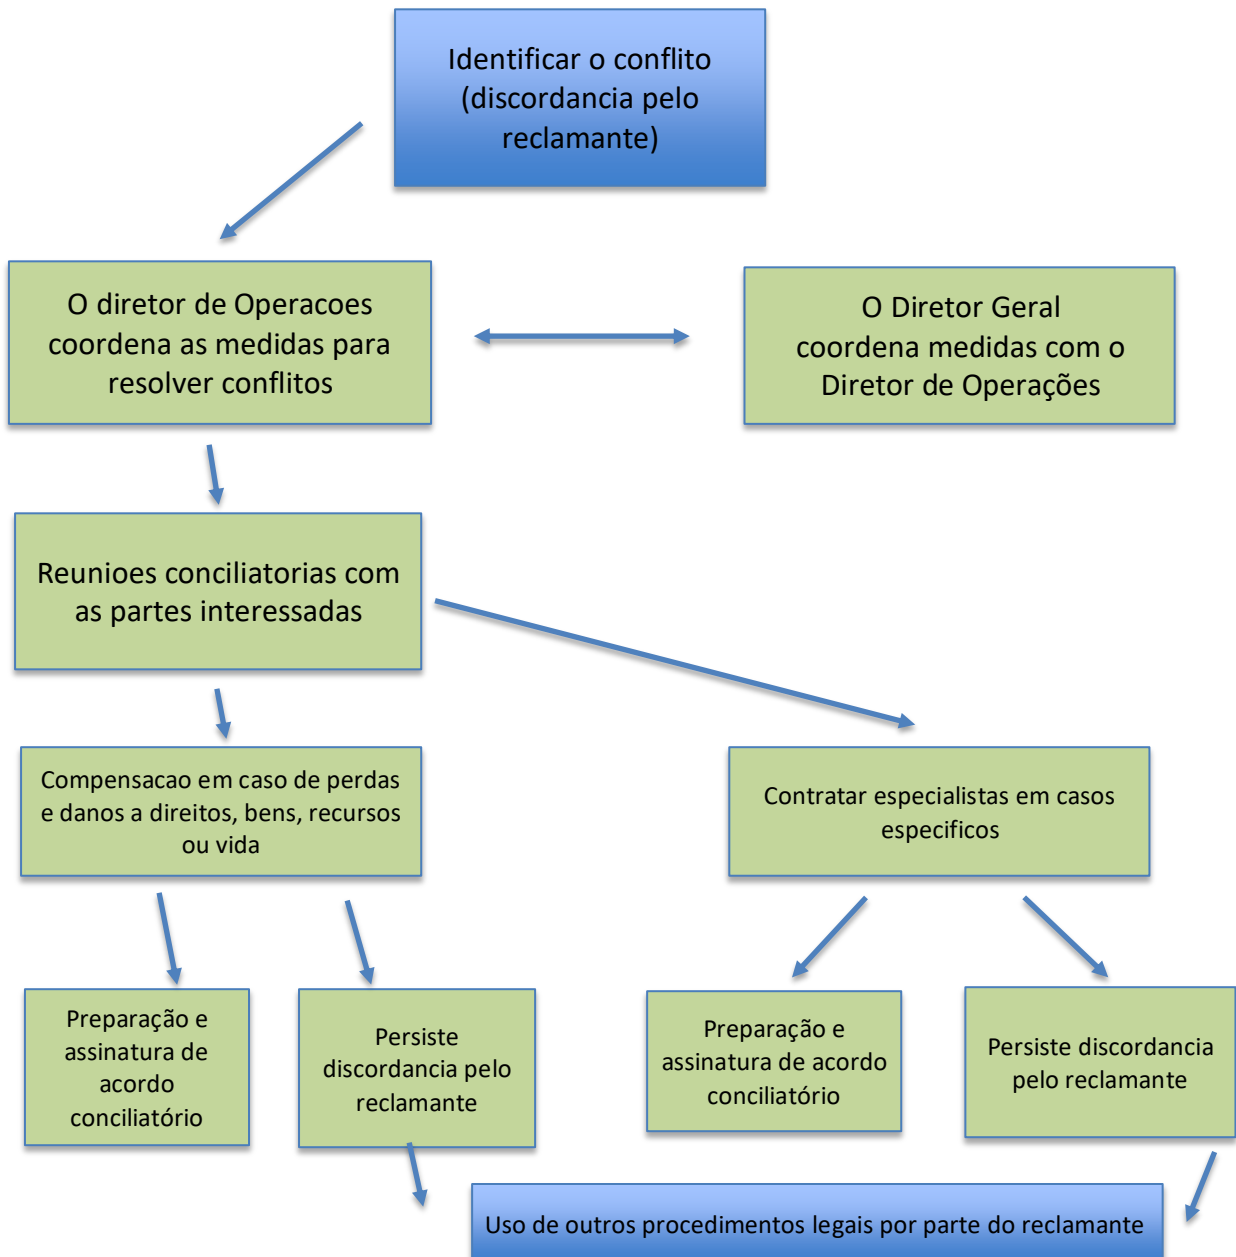 Identificar o conflito
(discordancia pelo
reclamante)
O diretor de Operacoes
coordena as medidas para
resolver conflitos
O Diretor Geral
coordena medidas com o
Diretor de Operações
Reunioes conciliatorias com
as partes interessadas
Compensacao em caso de perdas
e danos a direitos, bens, recursos
ou vida
Contratar especialistas em casos
especificos
Preparação e
assinatura de
acordo
conciliatório
Persiste
discordancia pelo
reclamante
Preparação e
assinatura de acordo
conciliatório
Persiste discordancia
pelo reclamante
Uso de outros procedimentos legais por parte do reclamante